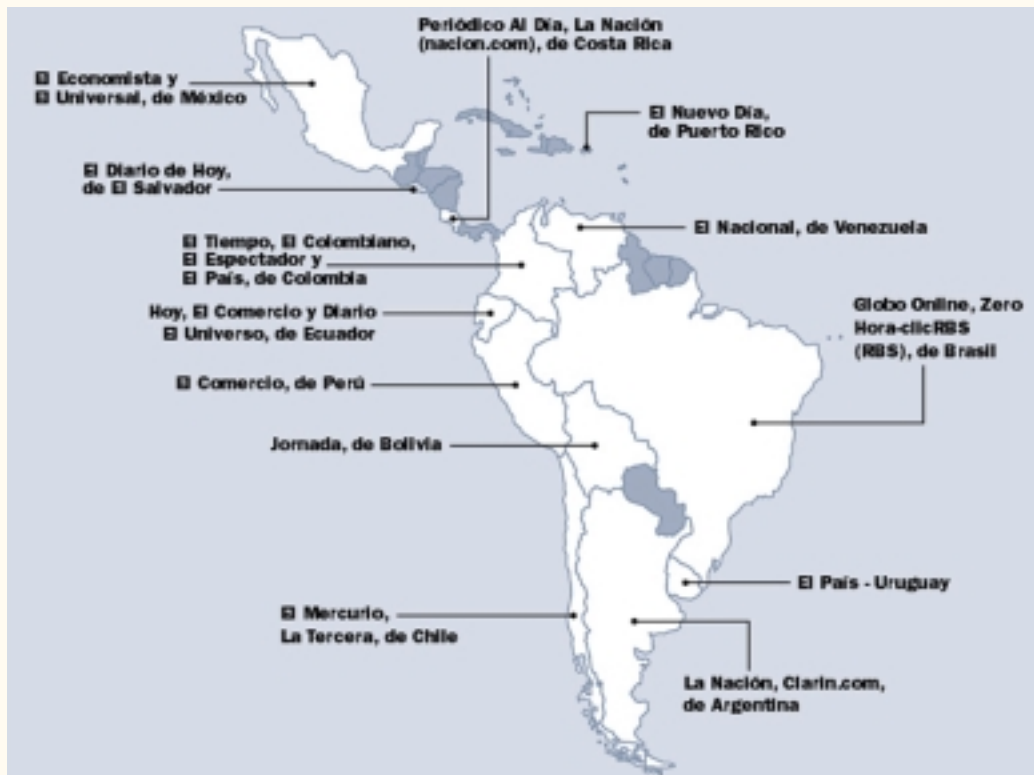 Periódico Al Día, La Nación
(nacion.com), de Costa Rica
El Economista y
El Universal, de México
El Nuevo Día,
de Puerto Rico
El Diario de Hoy,
de El Salvador
El Nacional, de Venezuela
El Tiempo, El Colombiano,
El Espectador y
El País, de Colombia
Hoy, El Comercio y Diario
El Universo, de Ecuador
Globo Online, Zero
Hora-clicRBS
(RBS), de Brasil
El Comercio, de Perú
Jornada, de Bolivia
El País - Uruguay
El Mercurio,
La Tercera, de Chile
La Nación, Clarin.com,
de Argentina